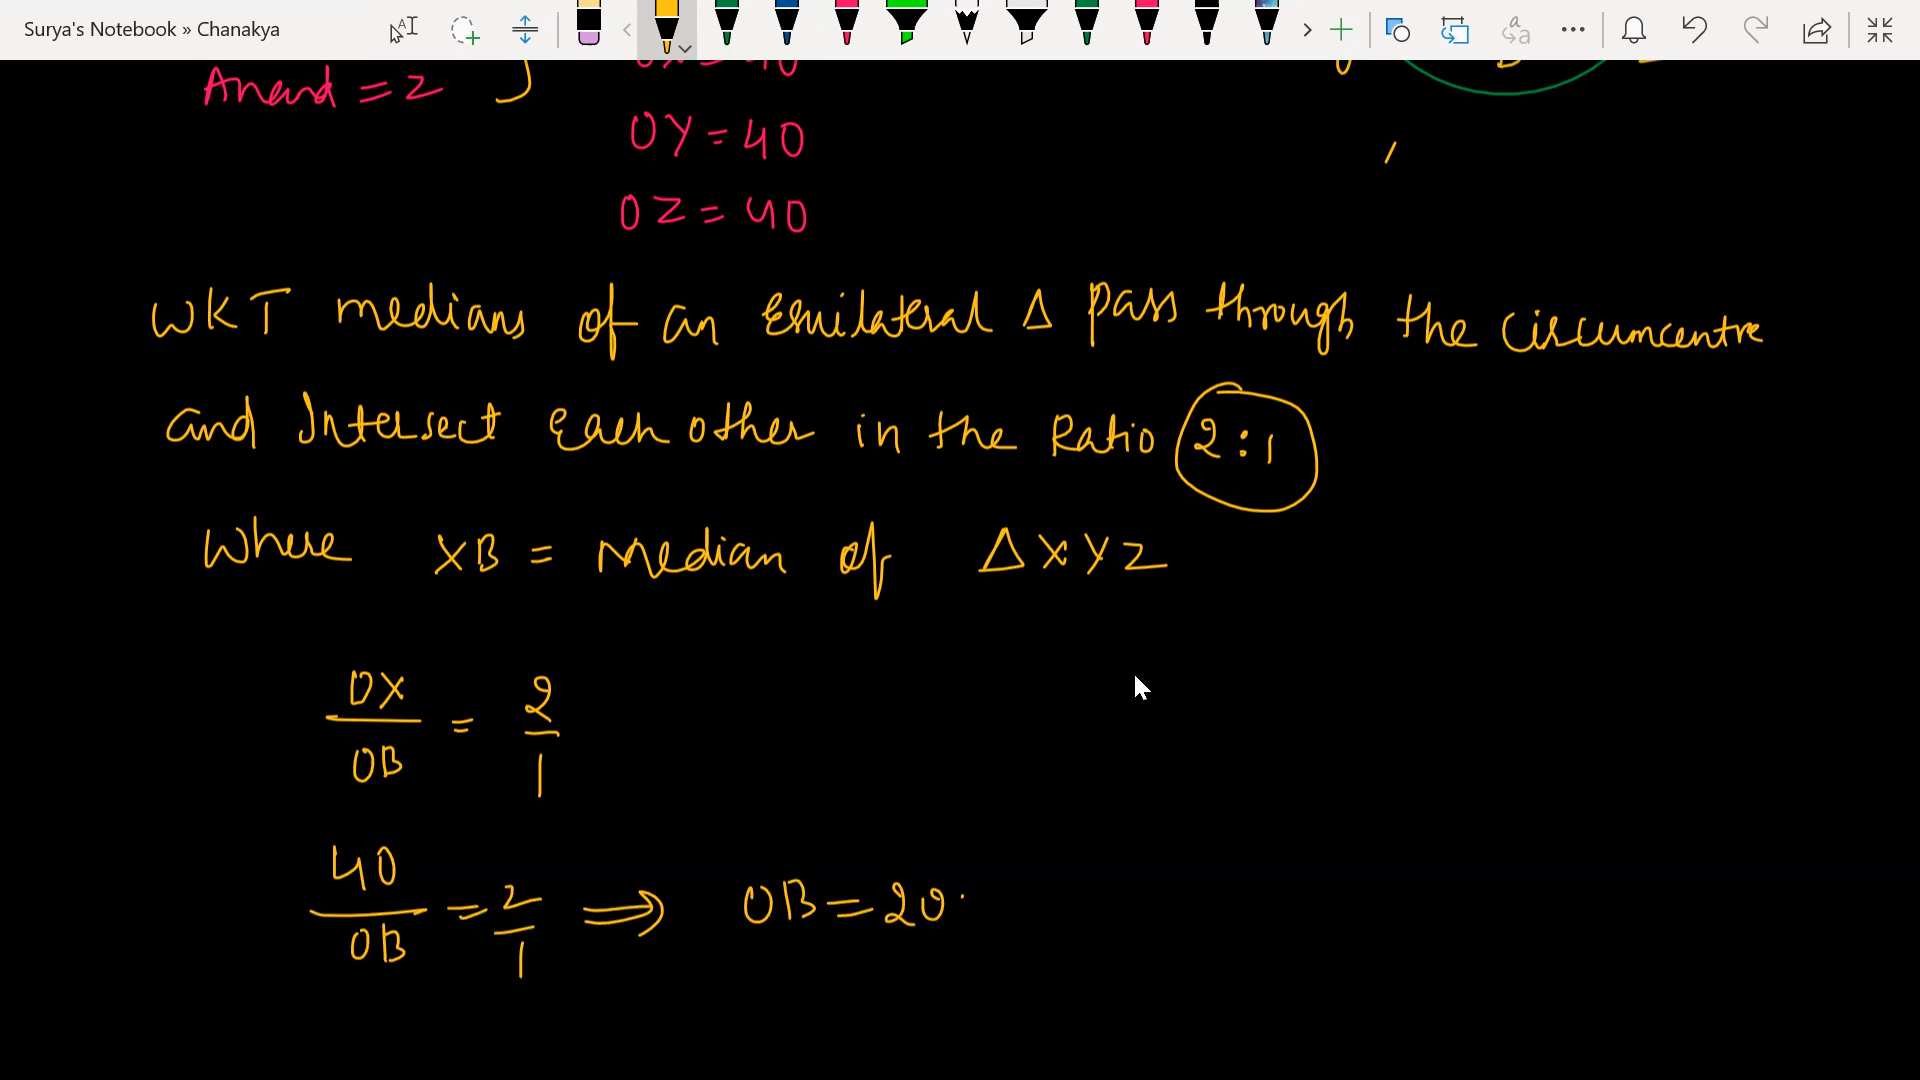 Surya's Notebook » Chanakya
Anand = Z
OX = 40
OY = 40
OZ = 40
WKT medians of an Equilateral Δ Pass through the Circumcentre
and Intersect Each other in the Ratio 2:1
Where XB = Median of ΔXYZ
OX/OB = 2/1
40/OB = 2/1 ⟹ OB = 20.